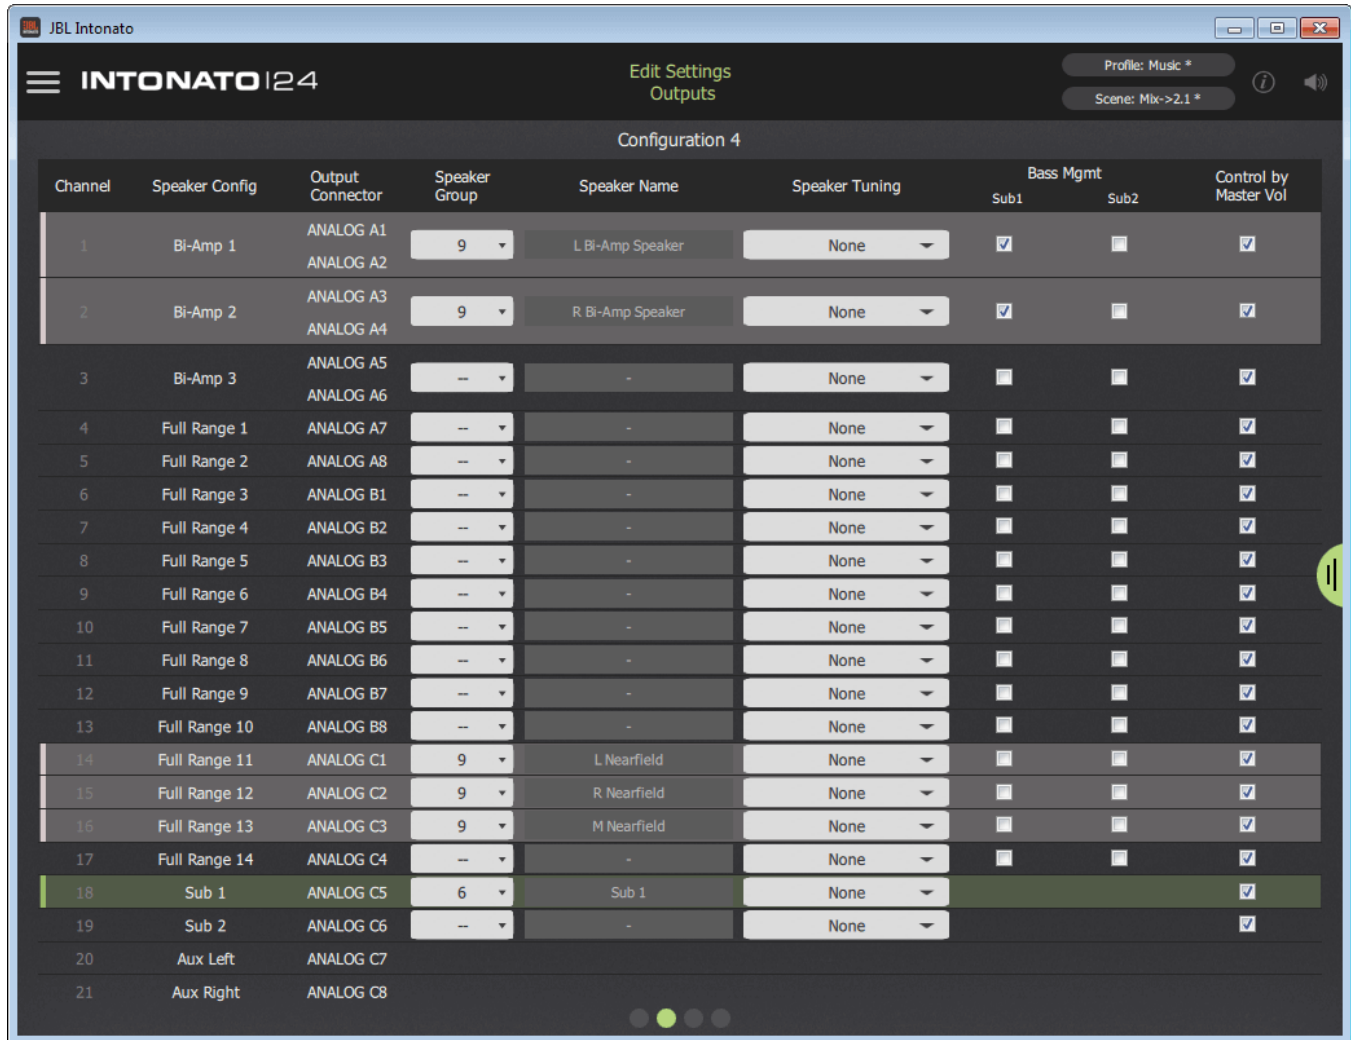 JBL Intonato
INTONATO|24
Edit Settings
Outputs
Profile: Music *
Scene: Mix->2.1 *
Configuration 4
Channel Speaker Config Output Connector Speaker Group Speaker Name Speaker Tuning Bass Mgmt Sub1 Sub2 Control by Master Vol
1 Bi-Amp 1 ANALOG A1 ANALOG A2 9 L Bi-Amp Speaker None
2 Bi-Amp 2 ANALOG A3 ANALOG A4 9 R Bi-Amp Speaker None
3 Bi-Amp 3 ANALOG A5 ANALOG A6 -- - None
4 Full Range 1 ANALOG A7 -- - None
5 Full Range 2 ANALOG A8 -- - None
6 Full Range 3 ANALOG B1 -- - None
7 Full Range 4 ANALOG B2 -- - None
8 Full Range 5 ANALOG B3 -- - None
9 Full Range 6 ANALOG B4 -- - None
10 Full Range 7 ANALOG B5 -- - None
11 Full Range 8 ANALOG B6 -- - None
12 Full Range 9 ANALOG B7 -- - None
13 Full Range 10 ANALOG B8 -- - None
14 Full Range 11 ANALOG C1 9 L Nearfield None
15 Full Range 12 ANALOG C2 9 R Nearfield None
16 Full Range 13 ANALOG C3 9 M Nearfield None
17 Full Range 14 ANALOG C4 -- - None
18 Sub 1 ANALOG C5 6 Sub 1 None
19 Sub 2 ANALOG C6 -- - None
20 Aux Left ANALOG C7
21 Aux Right ANALOG C8